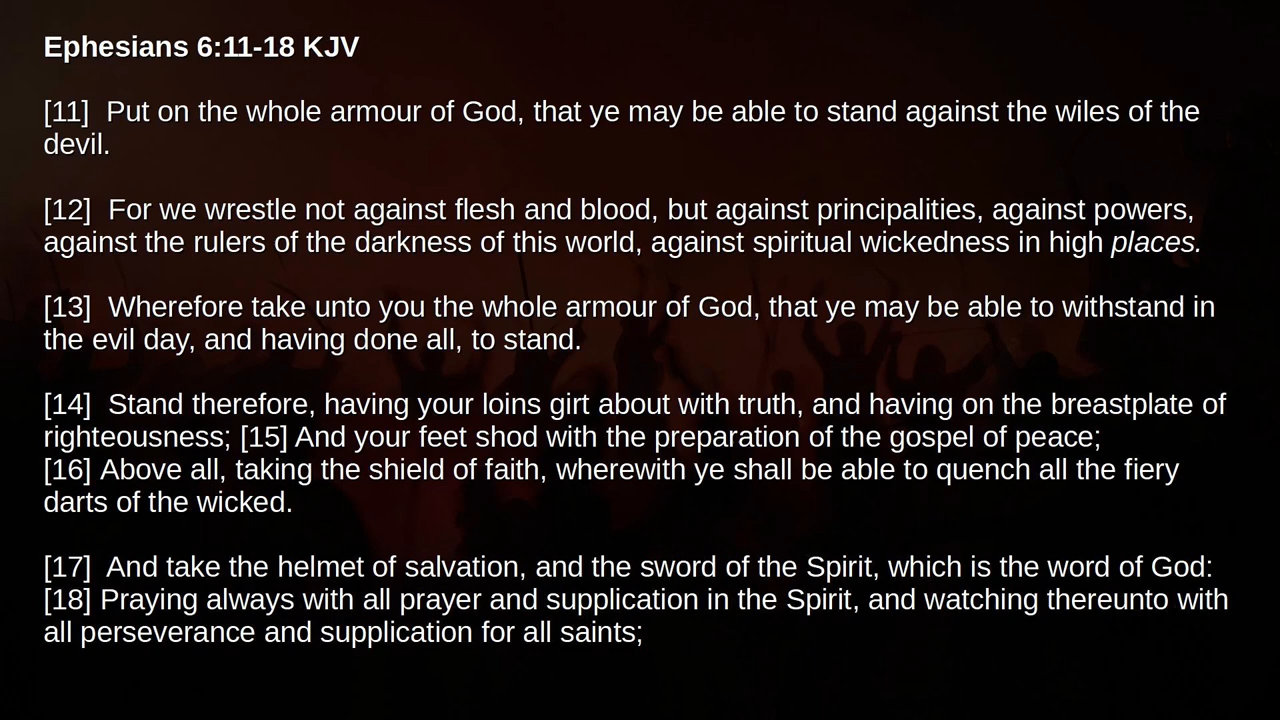 Ephesians 6:11-18 KJV
[11]  Put on the whole armour of God, that ye may be able to stand against the wiles of the
devil.
[12]  For we wrestle not against flesh and blood, but against principalities, against powers,
against the rulers of the darkness of this world, against spiritual wickedness in high places.
[13]  Wherefore take unto you the whole armour of God, that ye may be able to withstand in
the evil day, and having done all, to stand.
[14]  Stand therefore, having your loins girt about with truth, and having on the breastplate of
righteousness; [15] And your feet shod with the preparation of the gospel of peace;
[16] Above all, taking the shield of faith, wherewith ye shall be able to quench all the fiery
darts of the wicked.
[17]  And take the helmet of salvation, and the sword of the Spirit, which is the word of God:
[18] Praying always with all prayer and supplication in the Spirit, and watching thereunto with
all perseverance and supplication for all saints;